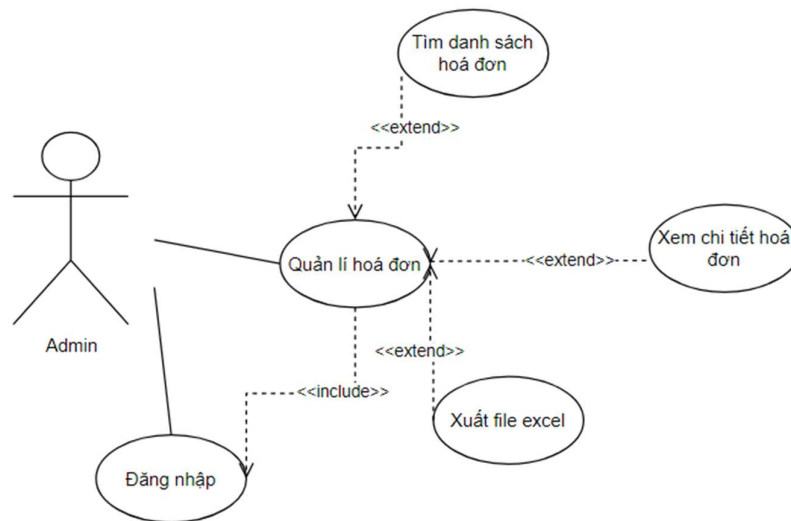 Tìm danh sách
hoá đơn
<<extend>>
Quản lí hoá đơn
<<extend>>
Xem chi tiết hoá
đơn
Admin
<<extend>>
<<include>>
Xuất file excel
Đăng nhập